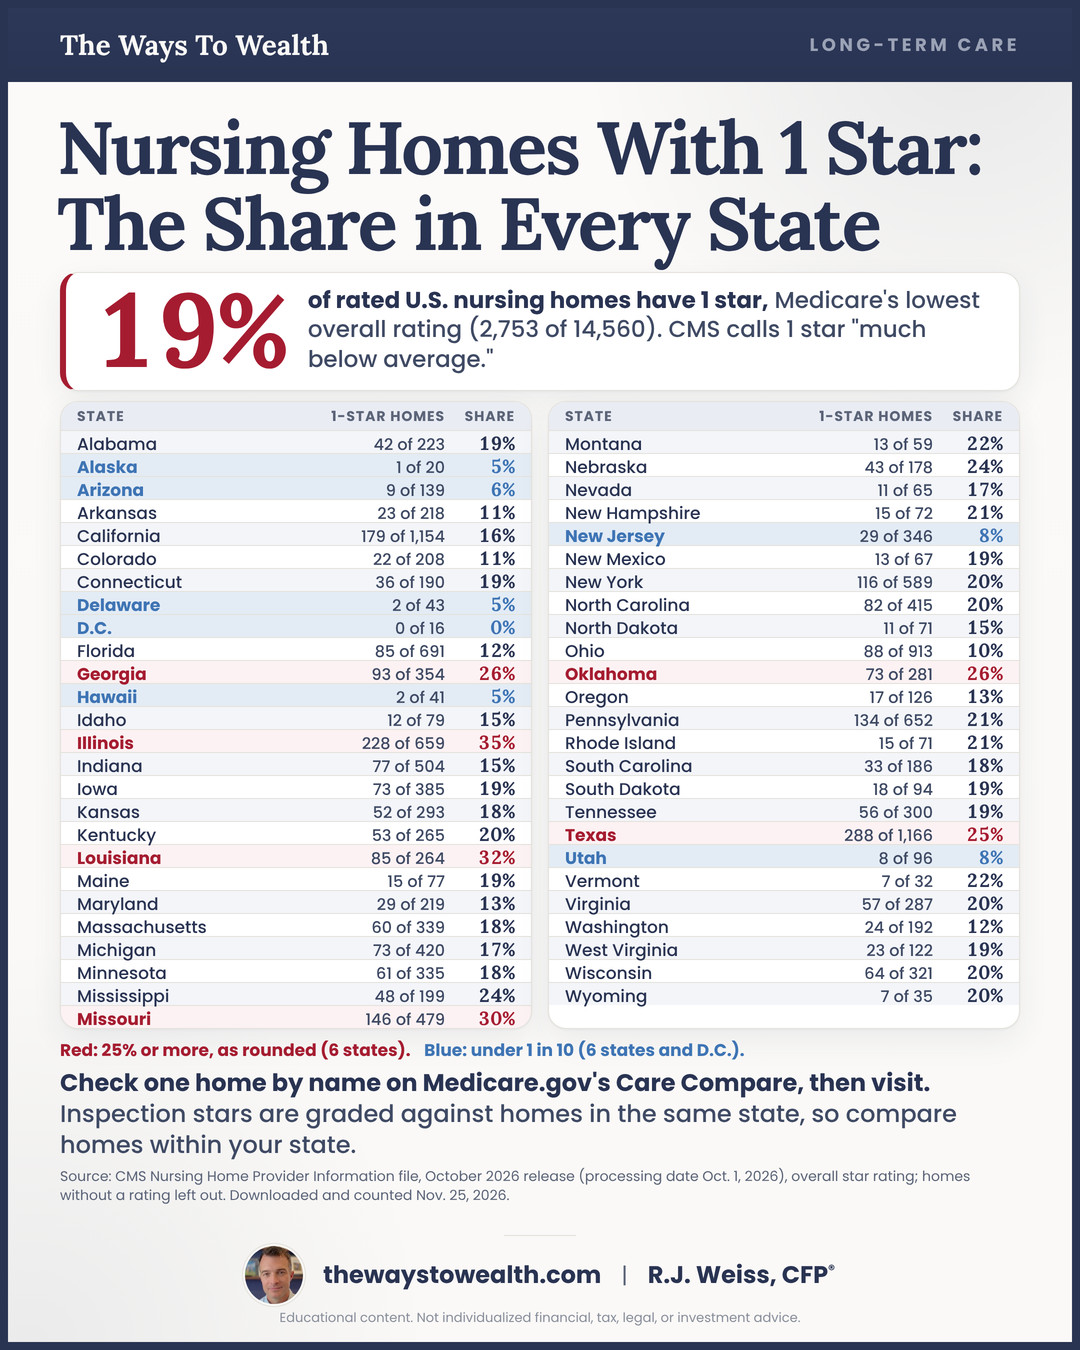 The Ways To Wealth
LONG-TERM CARE
Nursing Homes With 1 Star:
The Share in Every State
19%
of rated U.S. nursing homes have 1 star, Medicare's lowest
overall rating (2,753 of 14,560). CMS calls 1 star "much
below average."
STATE 1-STAR HOMES SHARE
Alabama 42 of 223 19%
Alaska 1 of 20 5%
Arizona 9 of 139 6%
Arkansas 23 of 218 11%
California 179 of 1,154 16%
Colorado 22 of 208 11%
Connecticut 36 of 190 19%
Delaware 2 of 43 5%
D.C. 0 of 16 0%
Florida 85 of 691 12%
Georgia 93 of 354 26%
Hawaii 2 of 41 5%
Idaho 12 of 79 15%
Illinois 228 of 659 35%
Indiana 77 of 504 15%
Iowa 73 of 385 19%
Kansas 52 of 293 18%
Kentucky 53 of 265 20%
Louisiana 85 of 264 32%
Maine 15 of 77 19%
Maryland 29 of 219 13%
Massachusetts 60 of 339 18%
Michigan 73 of 420 17%
Minnesota 61 of 335 18%
Mississippi 48 of 199 24%
Missouri 146 of 479 30%
STATE 1-STAR HOMES SHARE
Montana 13 of 59 22%
Nebraska 43 of 178 24%
Nevada 11 of 65 17%
New Hampshire 15 of 72 21%
New Jersey 29 of 346 8%
New Mexico 13 of 67 19%
New York 116 of 589 20%
North Carolina 82 of 415 20%
North Dakota 11 of 71 15%
Ohio 88 of 913 10%
Oklahoma 73 of 281 26%
Oregon 17 of 126 13%
Pennsylvania 134 of 652 21%
Rhode Island 15 of 71 21%
South Carolina 33 of 186 18%
South Dakota 18 of 94 19%
Tennessee 56 of 300 19%
Texas 288 of 1,166 25%
Utah 8 of 96 8%
Vermont 7 of 32 22%
Virginia 57 of 287 20%
Washington 24 of 192 12%
West Virginia 23 of 122 19%
Wisconsin 64 of 321 20%
Wyoming 7 of 35 20%
Red: 25% or more, as rounded (6 states). Blue: under 1 in 10 (6 states and D.C.).
Check one home by name on Medicare.gov's Care Compare, then visit.
Inspection stars are graded against homes in the same state, so compare
homes within your state.
Source: CMS Nursing Home Provider Information file, October 2026 release (processing date Oct. 1, 2026), overall star rating; homes
without a rating left out. Downloaded and counted Nov. 25, 2026.
thewaystowealth.com | R.J. Weiss, CFP®
Educational content. Not individualized financial, tax, legal, or investment advice.